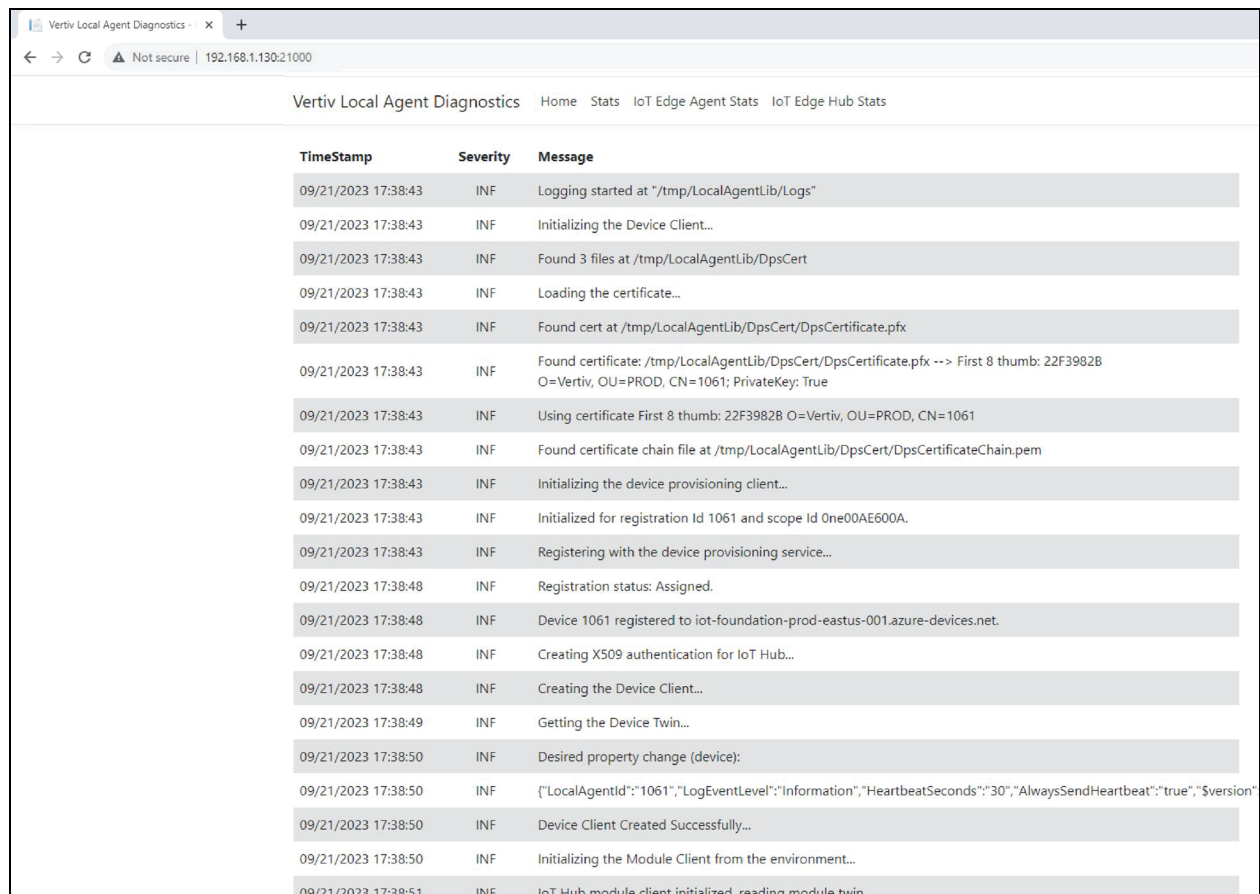 Vertiv Local Agent Diagnostics -
Not secure | 192.168.1.130:21000
Vertiv Local Agent Diagnostics Home Stats IoT Edge Agent Stats IoT Edge Hub Stats
TimeStamp Severity Message
09/21/2023 17:38:43 INF Logging started at "/tmp/LocalAgentLib/Logs"
09/21/2023 17:38:43 INF Initializing the Device Client...
09/21/2023 17:38:43 INF Found 3 files at /tmp/LocalAgentLib/DpsCert
09/21/2023 17:38:43 INF Loading the certificate...
09/21/2023 17:38:43 INF Found cert at /tmp/LocalAgentLib/DpsCert/DpsCertificate.pfx
09/21/2023 17:38:43 INF Found certificate: /tmp/LocalAgentLib/DpsCert/DpsCertificate.pfx --> First 8 thumb: 22F3982B
O=Vertiv, OU=PROD, CN=1061; PrivateKey: True
09/21/2023 17:38:43 INF Using certificate First 8 thumb: 22F3982B O=Vertiv, OU=PROD, CN=1061
09/21/2023 17:38:43 INF Found certificate chain file at /tmp/LocalAgentLib/DpsCert/DpsCertificateChain.pem
09/21/2023 17:38:43 INF Initializing the device provisioning client...
09/21/2023 17:38:43 INF Initialized for registration Id 1061 and scope Id 0ne00AE600A.
09/21/2023 17:38:43 INF Registering with the device provisioning service...
09/21/2023 17:38:48 INF Registration status: Assigned.
09/21/2023 17:38:48 INF Device 1061 registered to iot-foundation-prod-eastus-001.azure-devices.net.
09/21/2023 17:38:48 INF Creating X509 authentication for IoT Hub...
09/21/2023 17:38:48 INF Creating the Device Client...
09/21/2023 17:38:49 INF Getting the Device Twin...
09/21/2023 17:38:50 INF Desired property change (device):
09/21/2023 17:38:50 INF {"LocalAgentId":"1061","LogEventLevel":"Information","HeartbeatSeconds":"30","AlwaysSendHeartbeat":"true","$version":
09/21/2023 17:38:50 INF Device Client Created Successfully...
09/21/2023 17:38:50 INF Initializing the Module Client from the environment...
09/21/2023 17:38:51 INF IoT Hub module client initialized, reading module twin